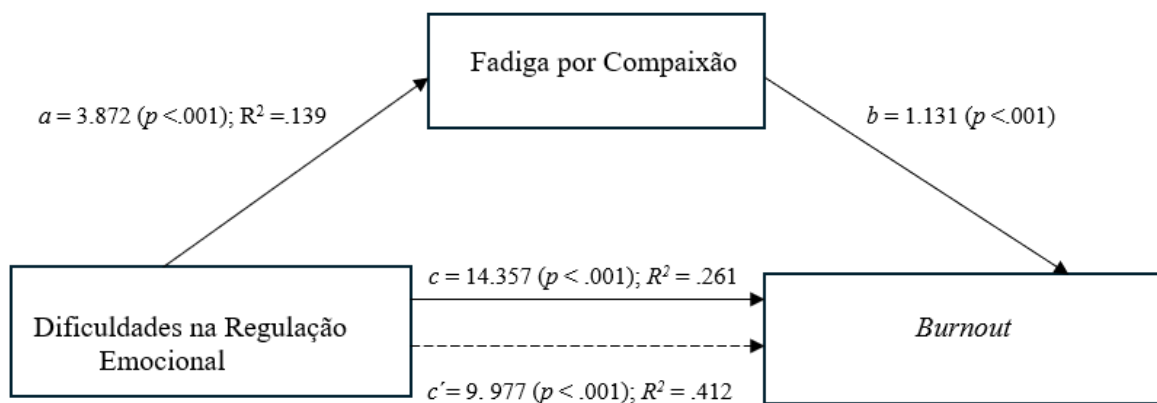 Fadiga por Compaixão
a = 3.872 (p <.001); R² =.139
b = 1.131 (p <.001)
c = 14.357 (p < .001); R² = .261
Dificuldades na Regulação
Emocional
Burnout
c´= 9. 977 (p < .001); R² = .412